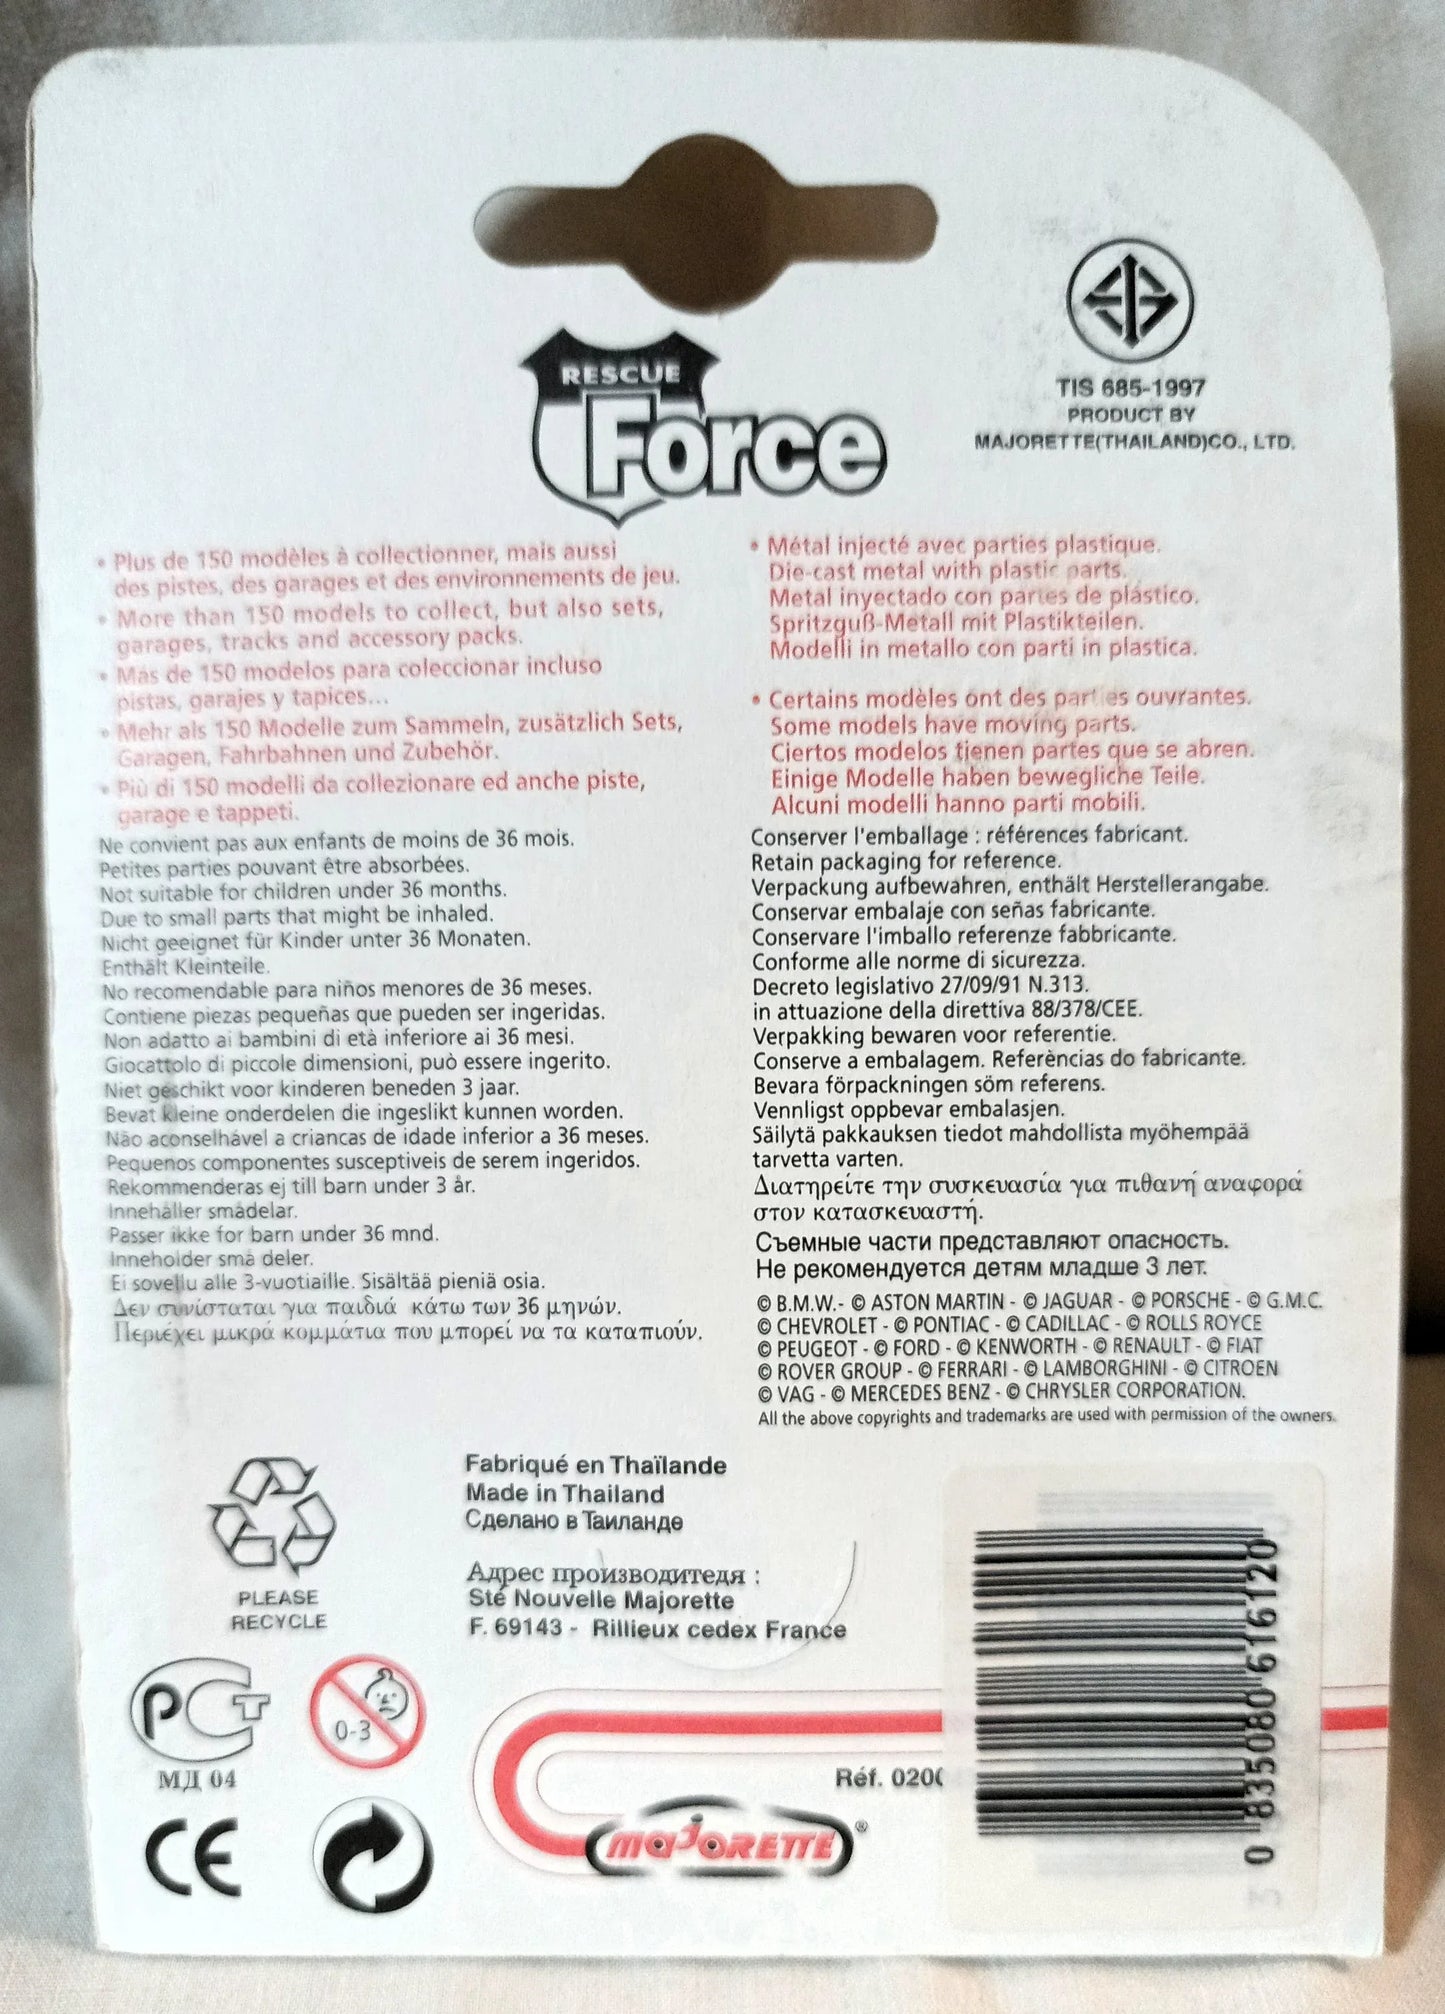 RESCUE
Force
TIS 685-1997
PRODUCT BY
MAJORETTE(THAILAND)CO., LTD.
• Plus de 150 modèles à collectionner, mais aussi
des pistes, des garages et des environnements de jeu.
• More than 150 models to collect, but also sets,
garages, tracks and accessory packs.
• Más de 150 modelos para coleccionar incluso
pistas, garajes y tapices...
• Mehr als 150 Modelle zum Sammeln, zusätzlich Sets,
Garagen, Fahrbahnen und Zubehör.
• Più di 150 modelli da collezionare ed anche piste,
garage e tappeti.
Ne convient pas aux enfants de moins de 36 mois.
Petites parties pouvant être absorbées.
Not suitable for children under 36 months.
Due to small parts that might be inhaled.
Nicht geeignet für Kinder unter 36 Monaten.
Enthält Kleinteile.
No recomendable para niños menores de 36 meses.
Contiene piezas pequeñas que pueden ser ingeridas.
Non adatto ai bambini di età inferiore ai 36 mesi.
Giocattolo di piccole dimensioni, può essere ingerito.
Niet geschikt voor kinderen beneden 3 jaar.
Bevat kleine onderdelen die ingeslikt kunnen worden.
Não aconselhável a criancas de idade inferior a 36 meses.
Pequenos componentes susceptiveis de serem ingeridos.
Rekommenderas ej till barn under 3 år.
Innehåller smådelar.
Passer ikke for barn under 36 mnd.
Inneholder små deler.
Ei sovellu alle 3-vuotiaille. Sisältää pieniä osia.
Δεν συνίσταται για παιδιά κάτω των 36 μηνών.
Περιέχει μικρά κομμάτια που μπορεί να τα καταπιούν.
• Métal injecté avec parties plastique.
Die-cast metal with plastic parts.
Metal inyectado con partes de plástico.
Spritzguß-Metall mit Plastikteilen.
Modelli in metallo con parti in plastica.
• Certains modèles ont des parties ouvrantes.
Some models have moving parts.
Ciertos modelos tienen partes que se abren.
Einige Modelle haben bewegliche Teile.
Alcuni modelli hanno parti mobili.
Conserver l'emballage : références fabricant.
Retain packaging for reference.
Verpackung aufbewahren, enthält Herstellerangabe.
Conservar embalaje con señas fabricante.
Conservare l'imballo referenze fabbricante.
Conforme alle norme di sicurezza.
Decreto legislativo 27/09/91 N.313.
in attuazione della direttiva 88/378/CEE.
Verpakking bewaren voor referentie.
Conserve a embalagem. Referèncias do fabricante.
Bevara förpackningen söm referens.
Vennligst oppbevar embalasjen.
Säilytä pakkauksen tiedot mahdollista myöhempää
tarvetta varten.
Διατηρείτε την συσκευασία για πιθανή αναφορά
στον κατασκευαστή.
Съемные части представляют опасность.
Не рекомендуется детям младше 3 лет.
© B.M.W.- © ASTON MARTIN - © JAGUAR - © PORSCHE - © G.M.C.
© CHEVROLET - © PONTIAC - © CADILLAC - © ROLLS ROYCE
© PEUGEOT - © FORD - © KENWORTH - © RENAULT - © FIAT
© ROVER GROUP - © FERRARI - © LAMBORGHINI - © CITROEN
© VAG - © MERCEDES BENZ - © CHRYSLER CORPORATION.
All the above copyrights and trademarks are used with permission of the owners.
PLEASE
RECYCLE
Fabriqué en Thaïlande
Made in Thailand
Сделано в Таиланде
Адрес производителя :
Sté Nouvelle Majorette
F. 69143 - Rillieux cedex France
РСТ
МД 04
0-3
CE
Réf. 020
majorette®
0 835080 616120